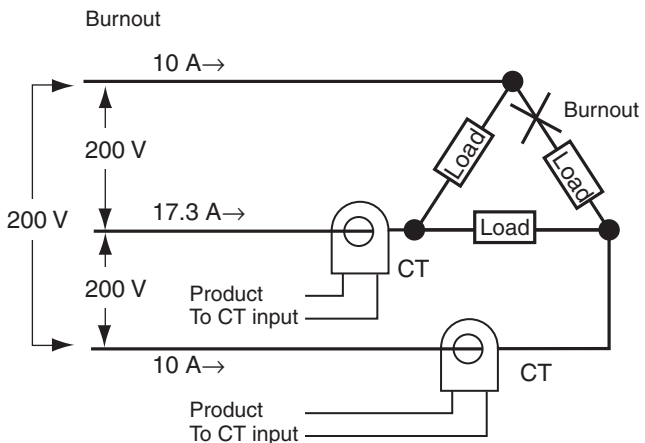 Burnout
10 A→
Burnout
200 V
Load
Load
200 V
17.3 A→
Load
200 V
CT
Product
To CT input
10 A→
CT
Product
To CT input